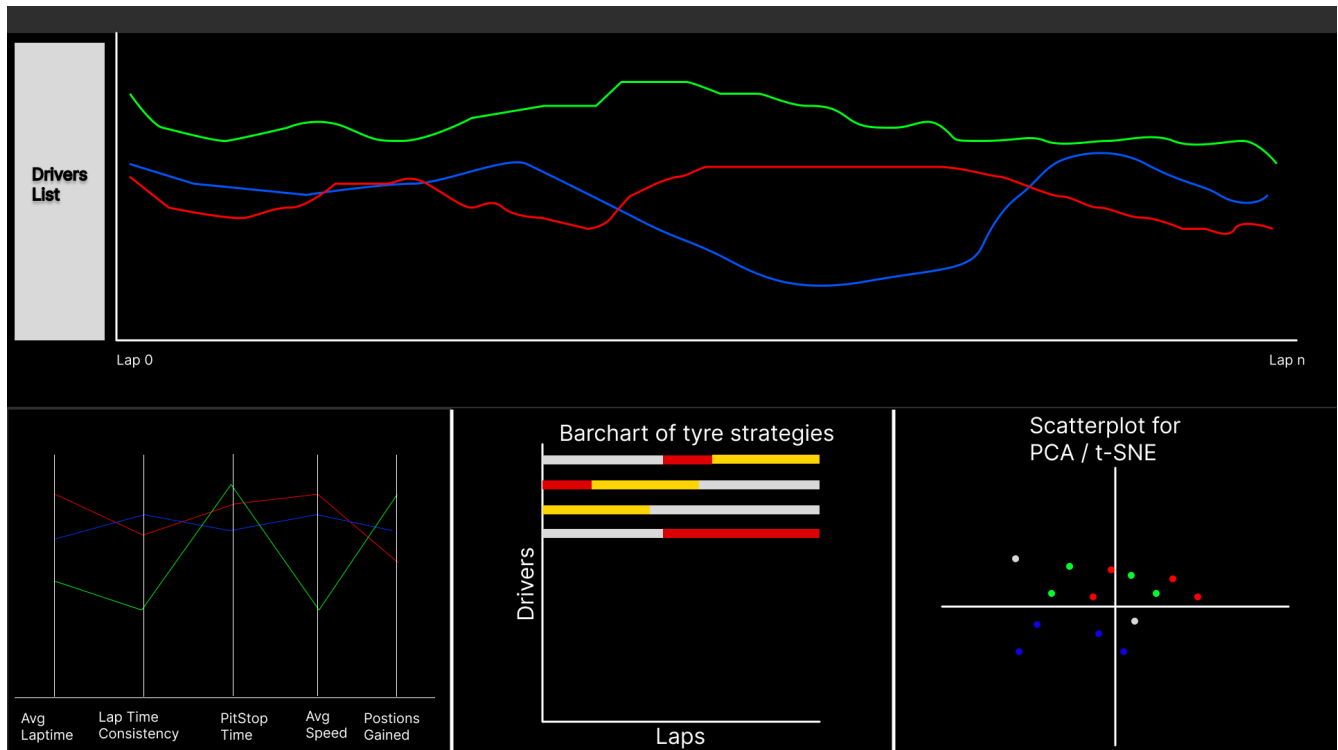 Drivers
List
Lap 0
Lap n
Avg
Laptime
Lap Time
Consistency
PitStop
Time
Avg
Speed
Postions
Gained
Barchart of tyre strategies
Drivers
Laps
Scatterplot for
PCA / t-SNE